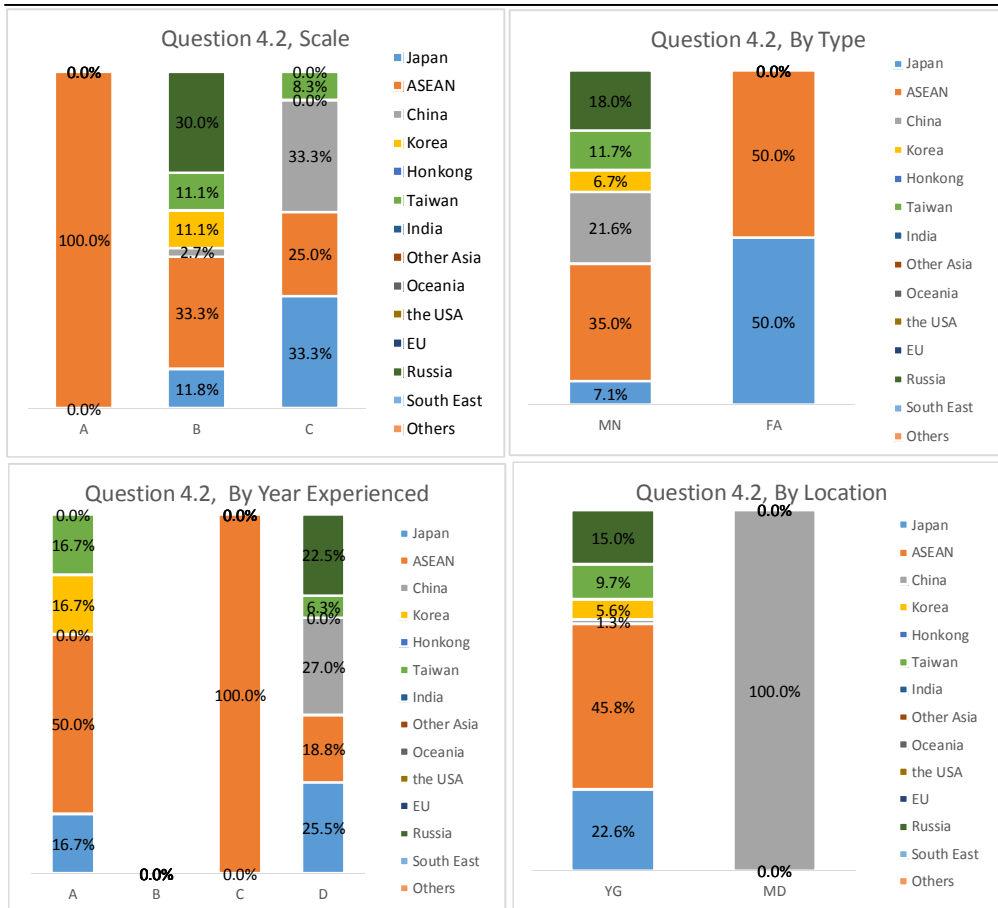 Question 4.2, Scale
0.0%
100.0%
0.0%
30.0%
11.1%
11.1%
2.7%
33.3%
11.8%
0.0%
8.3%
0.0%
33.3%
25.0%
33.3%
A
B
C
Japan
ASEAN
China
Korea
Honkong
Taiwan
India
Other Asia
Oceania
the USA
EU
Russia
South East
Others
Question 4.2, By Type
18.0%
11.7%
6.7%
21.6%
35.0%
7.1%
0.0%
50.0%
50.0%
MN
FA
Japan
ASEAN
China
Korea
Honkong
Taiwan
India
Other Asia
Oceania
the USA
EU
Russia
South East
Others
Question 4.2, By Year Experienced
0.0%
16.7%
16.7%
0.0%
50.0%
16.7%
0.0%
0.0%
100.0%
0.0%
22.5%
6.3%
0.0%
27.0%
18.8%
25.5%
A
B
C
D
Japan
ASEAN
China
Korea
Honkong
Taiwan
India
Other Asia
Oceania
the USA
EU
Russia
South East
Others
Question 4.2, By Location
15.0%
9.7%
5.6%
1.3%
45.8%
22.6%
0.0%
100.0%
0.0%
YG
MD
Japan
ASEAN
China
Korea
Honkong
Taiwan
India
Other Asia
Oceania
the USA
EU
Russia
South East
Others